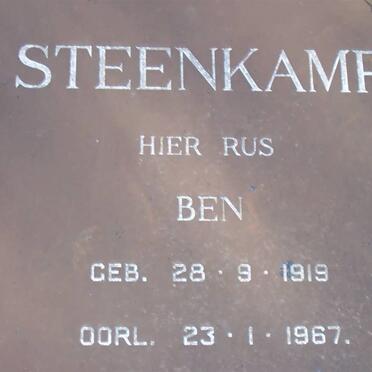 STEENKAMP
HIER RUS
BEN
GEB. 28 · 9 · 1919
OORL. 23 · 1 · 1967.